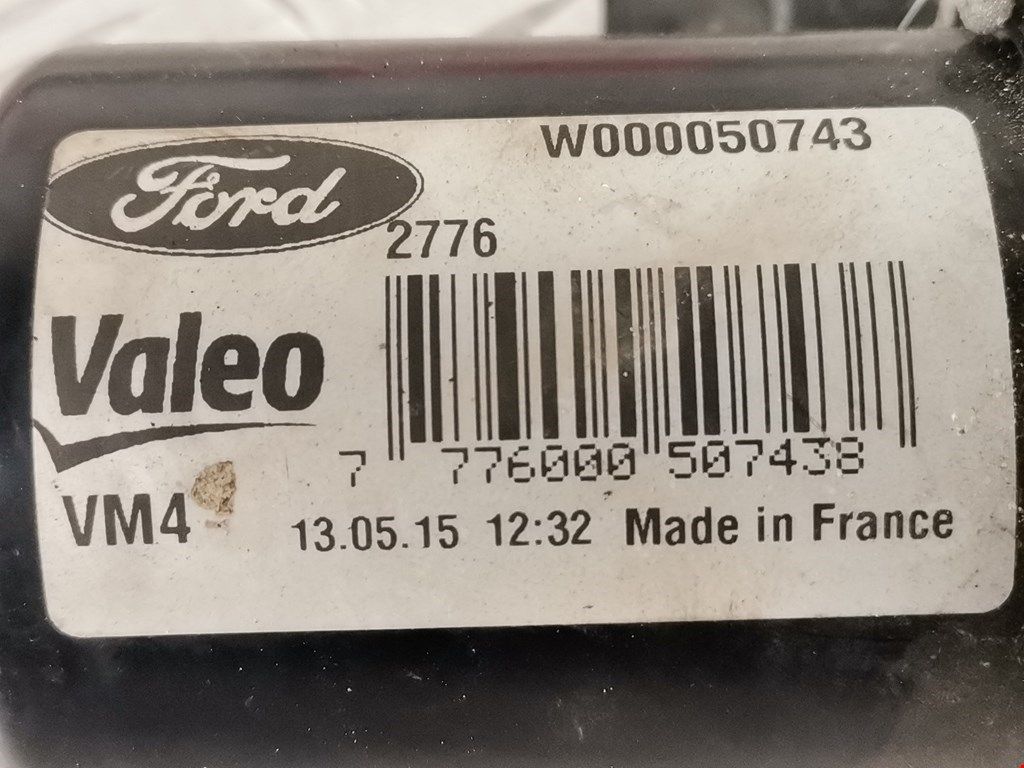 W000050743
Ford
2776
Valeo
7 776000 507438
VM4
13.05.15 12:32 Made in France